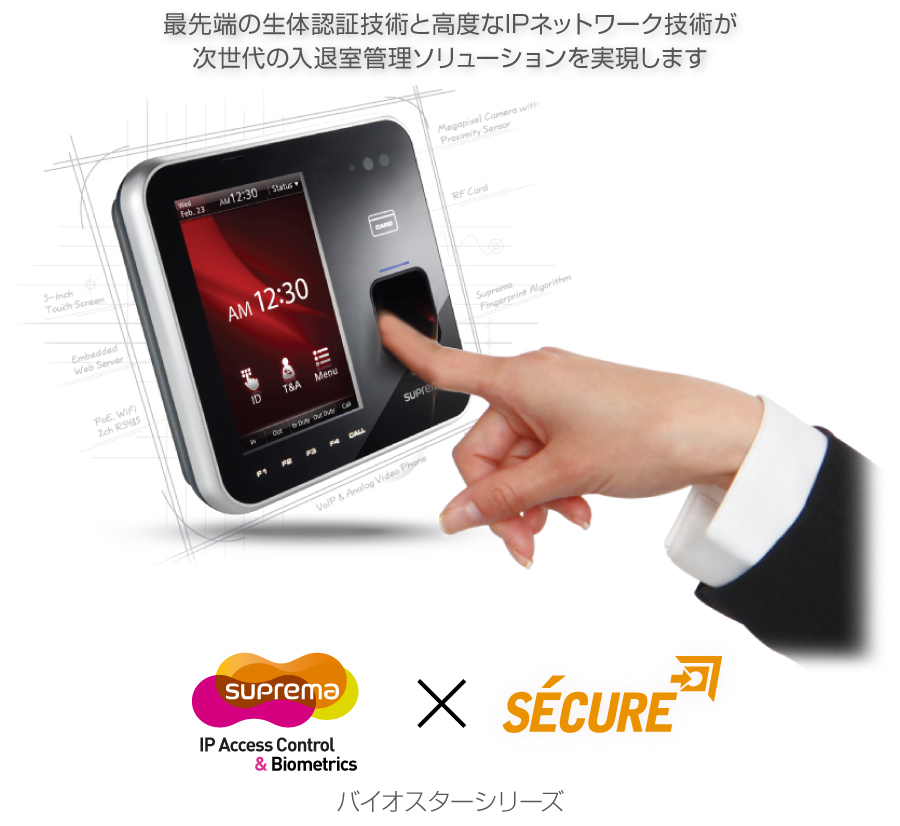 最先端の生体認証技術と高度なIPネットワーク技術が
次世代の入退室管理ソリューションを実現します
Megapixel Camera with
Proximity Sensor
RF Card
Suprema
Fingerprint Algorithm
5-Inch
Touch Screen
Embedded
Web Server
PoE, WiFi
2ch RS485
VoIP & Analog Video Phone
Wed
Feb. 23
AM 12:30
Status ▾
CARD
AM 12:30
ID
T&A
Menu
In
Out
In Duty
Out Duty
Call
F1
F2
F3
F4
CALL
suprema
IP Access Control
& Biometrics
×
SÉCURE
バイオスターシリーズ